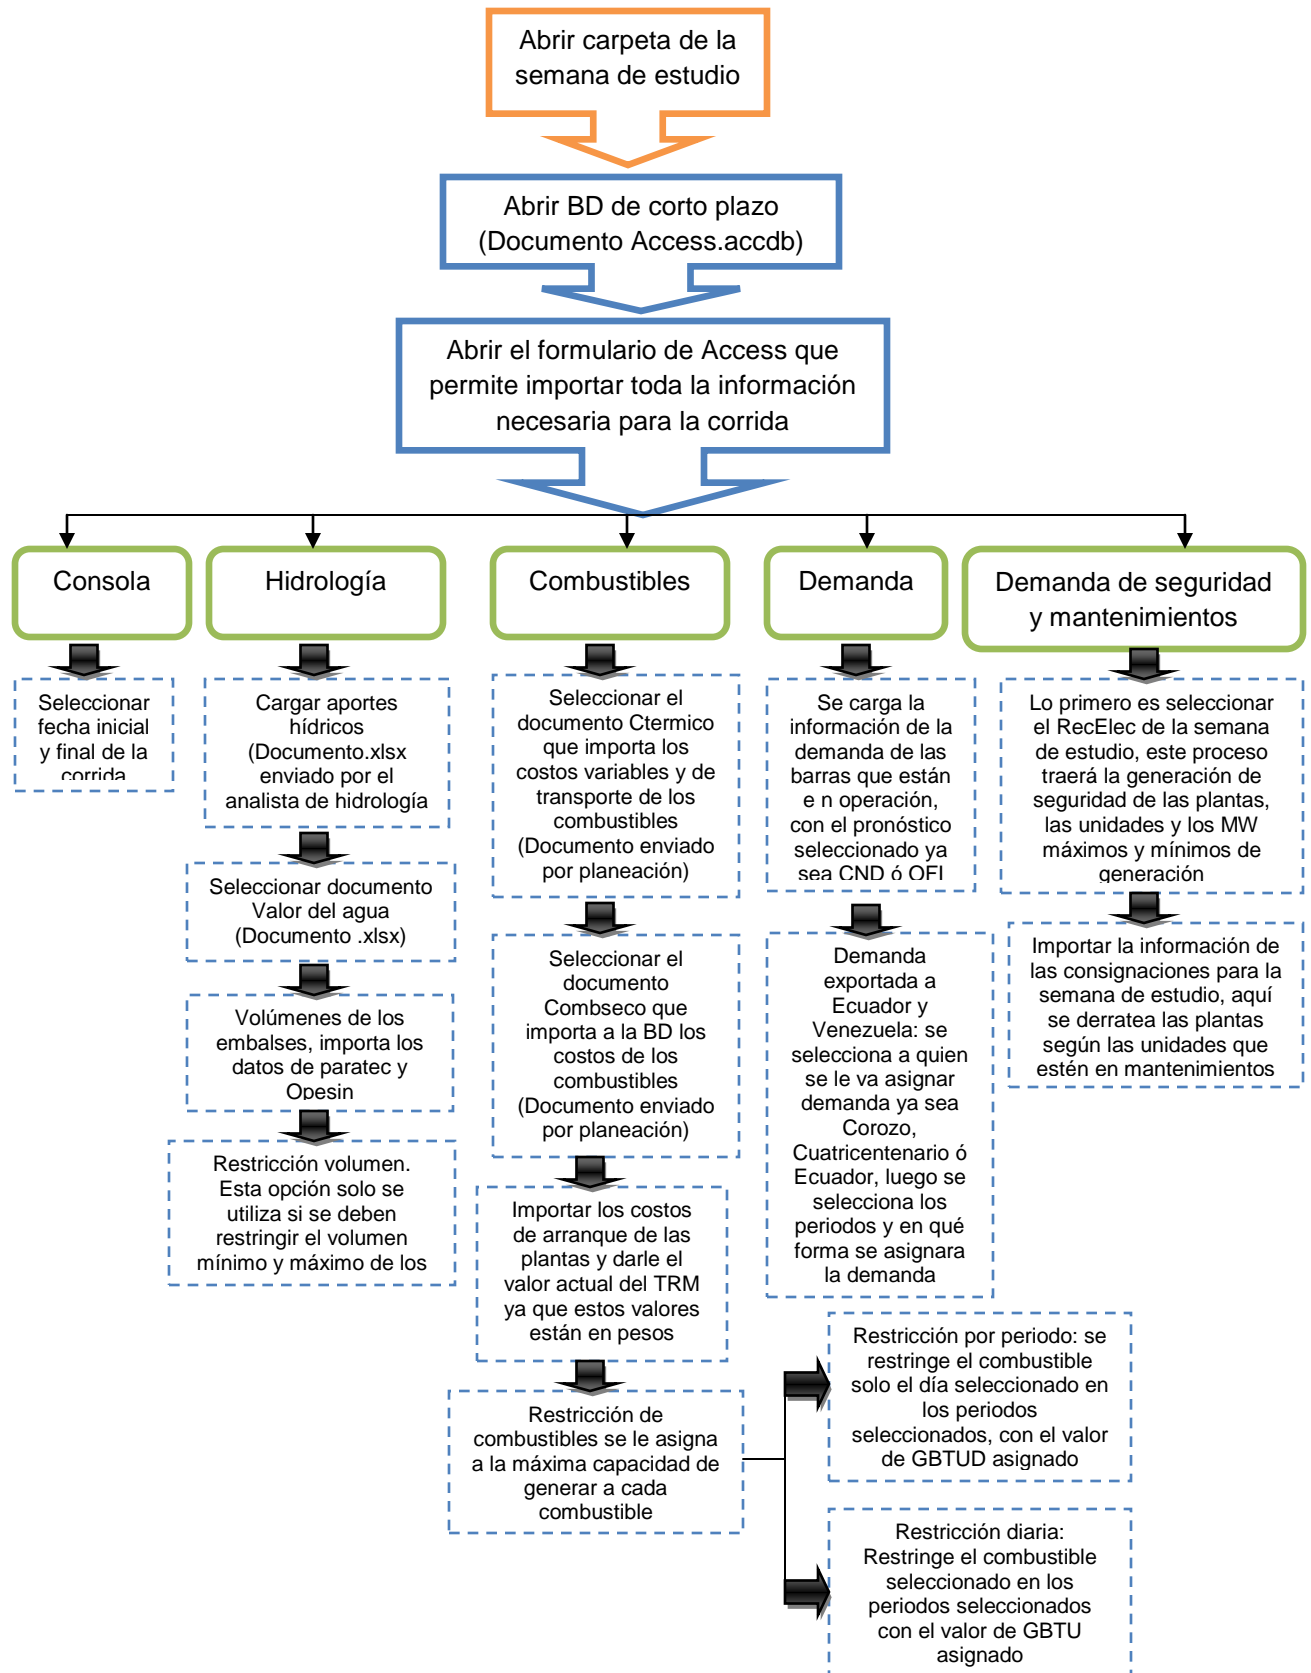 Abrir carpeta de la
semana de estudio
Abrir BD de corto plazo
(Documento Access.accdb)
Abrir el formulario de Access que
permite importar toda la información
necesaria para la corrida
Consola
Seleccionar
fecha inicial
y final de la
corrida
Hidrología
Cargar aportes
hídricos
(Documento.xlsx
enviado por el
analista de hidrología
Seleccionar documento
Valor del agua
(Documento .xlsx)
Volúmenes de los
embalses, importa los
datos de paratec y
Opesin
Restricción volumen.
Esta opción solo se
utiliza si se deben
restringir el volumen
mínimo y máximo de los
Combustibles
Seleccionar el
documento Ctermico
que importa los
costos variables y de
transporte de los
combustibles
(Documento enviado
por planeación)
Seleccionar el
documento
Combseco que
importa a la BD los
costos de los
combustibles
(Documento enviado
por planeación)
Importar los costos
de arranque de las
plantas y darle el
valor actual del TRM
ya que estos valores
están en pesos
Restricción de
combustibles se le asigna
a la máxima capacidad de
generar a cada
combustible
Restricción por periodo: se
restringe el combustible
solo el día seleccionado en
los periodos
seleccionados, con el valor
de GBTUD asignado
Restricción diaria:
Restringe el combustible
seleccionado en los
periodos seleccionados
con el valor de GBTU
asignado
Demanda
Se carga la
información de la
demanda de las
barras que están
e n operación,
con el pronóstico
seleccionado ya
sea CND ó OFI
Demanda
exportada a
Ecuador y
Venezuela: se
selecciona a quien
se le va asignar
demanda ya sea
Corozo,
Cuatricentenario ó
Ecuador, luego se
selecciona los
periodos y en qué
forma se asignara
la demanda
Demanda de seguridad
y mantenimientos
Lo primero es seleccionar
el RecElec de la semana
de estudio, este proceso
traerá la generación de
seguridad de las plantas,
las unidades y los MW
máximos y mínimos de
generación
Importar la información de
las consignaciones para la
semana de estudio, aquí
se derratea las plantas
según las unidades que
estén en mantenimientos